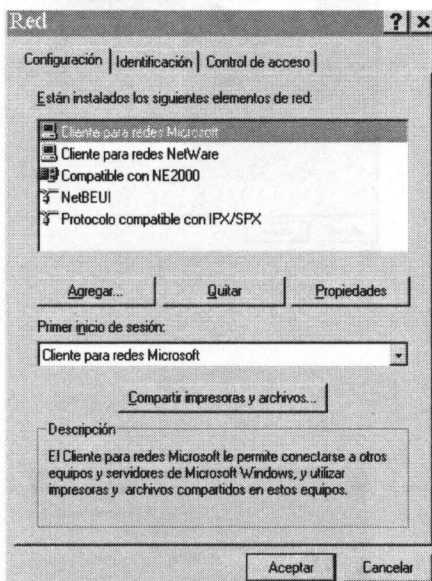 Red
Configuración Identificación Control de acceso
Están instalados los siguientes elementos de red:
Cliente para redes Microsoft
Cliente para redes NetWare
Compatible con NE2000
NetBEUI
Protocolo compatible con IPX/SPX
Agregar... Quitar Propiedades
Primer inicio de sesión:
Cliente para redes Microsoft
Compartir impresoras y archivos...
Descripción
El Cliente para redes Microsoft le permite conectarse a otros
equipos y servidores de Microsoft Windows, y utilizar
impresoras y archivos compartidos en estos equipos.
Aceptar Cancelar